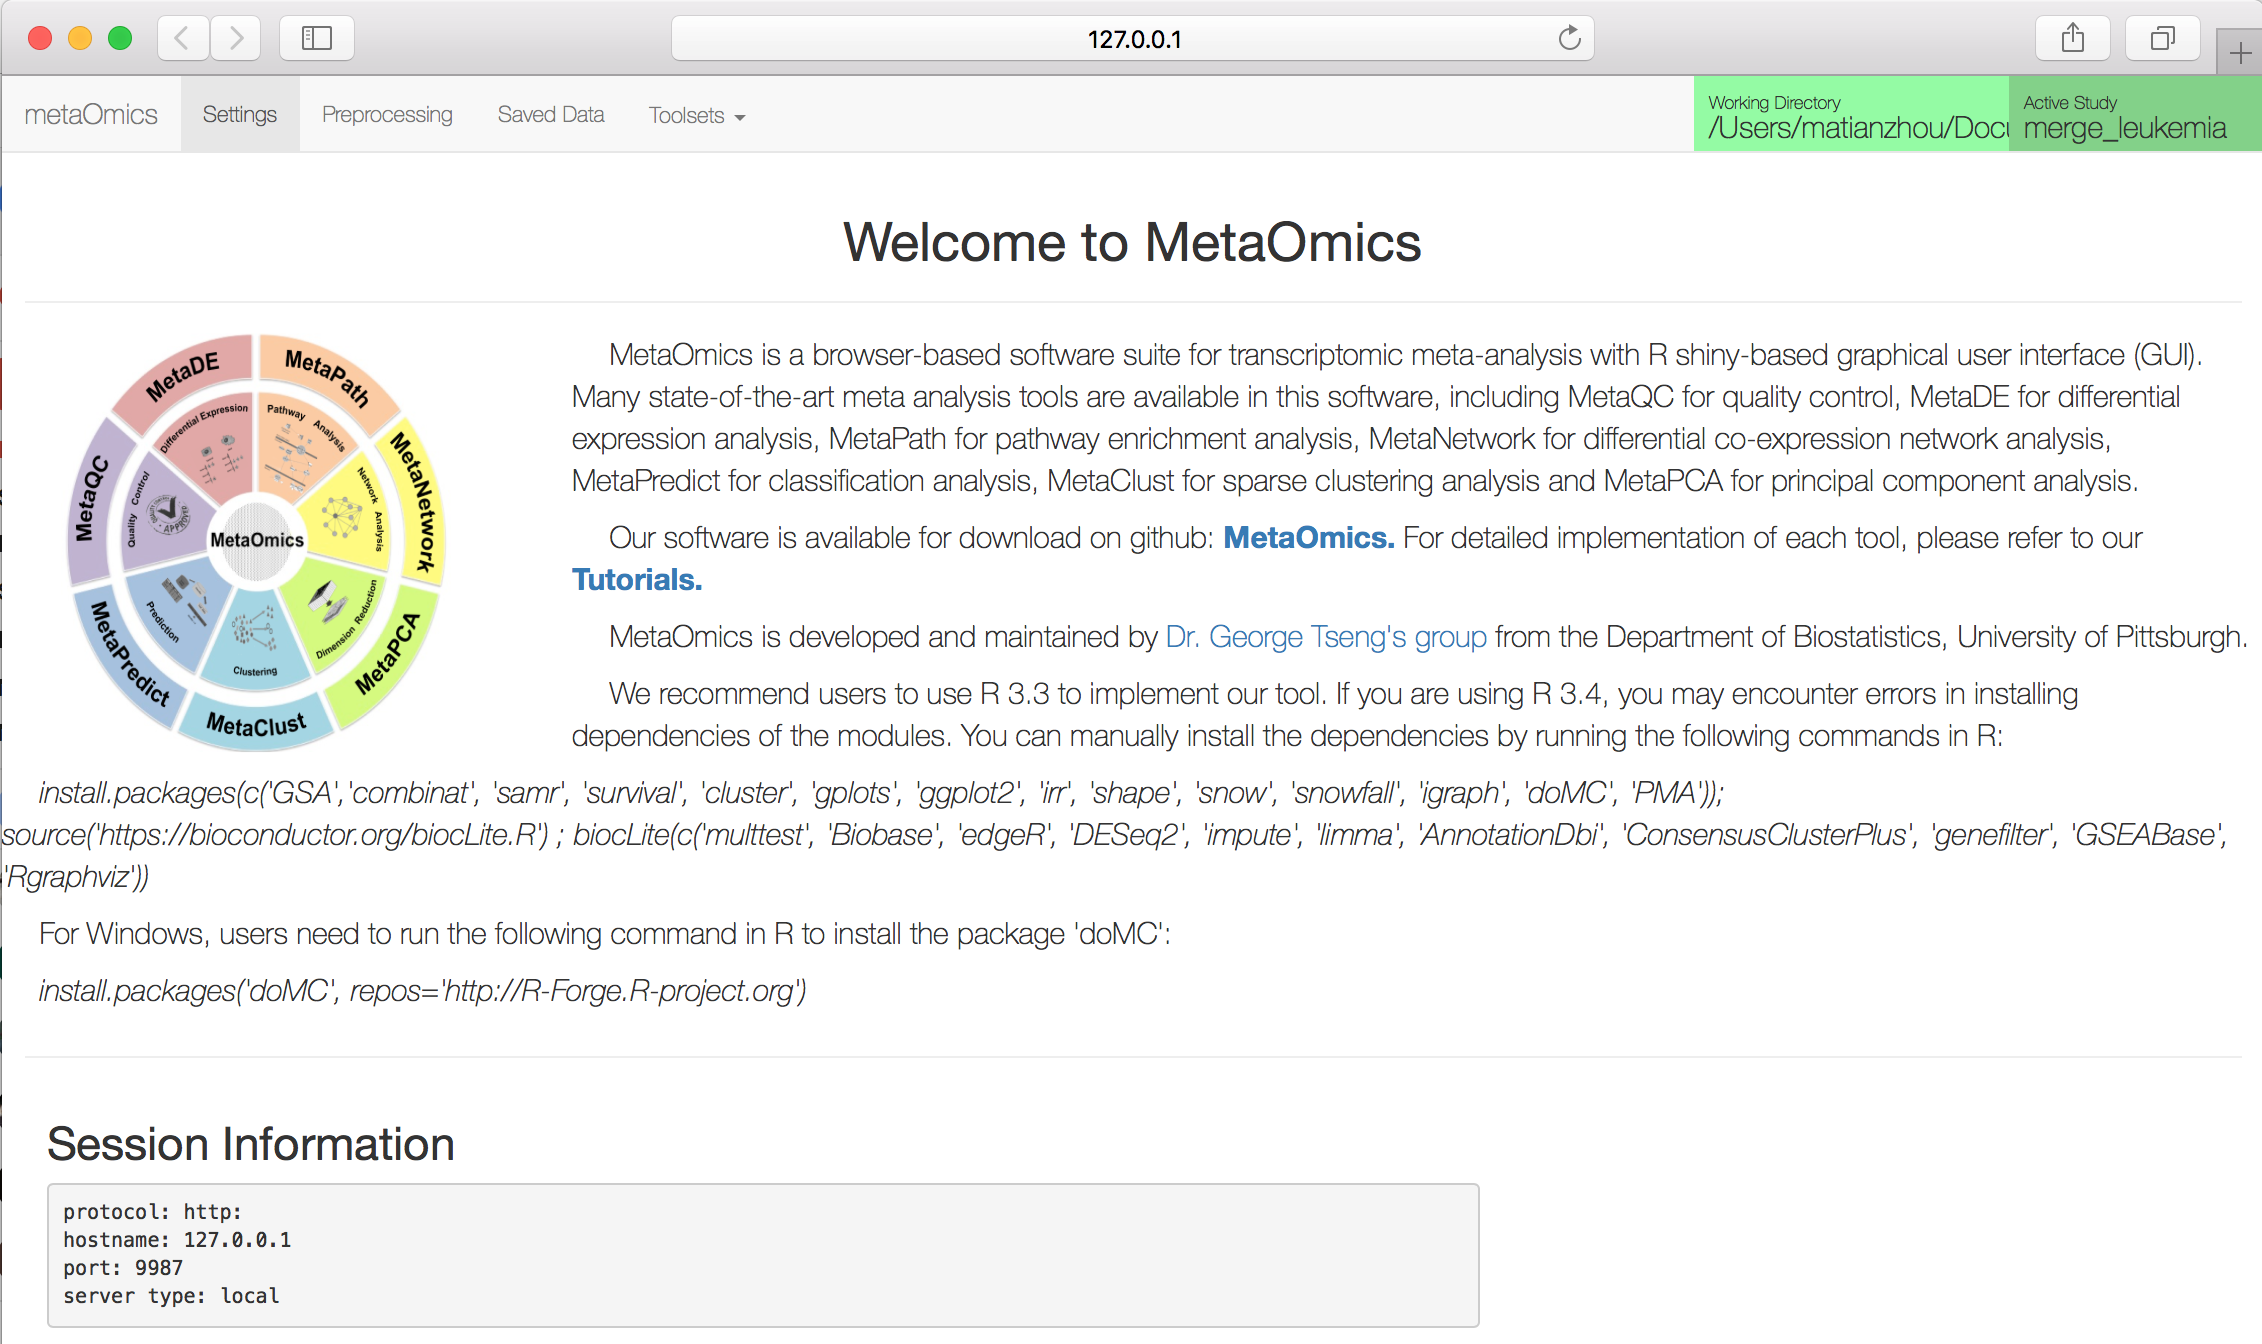 127.0.0.1
metaOmics
Settings
Preprocessing
Saved Data
Toolsets
Working Directory
/Users/matianzhou/Docu
Active Study
merge_leukemia
Welcome to MetaOmics
MetaDE
MetaPath
MetaNetwork
MetaPCA
MetaClust
MetaPredict
MetaQC
Differential Expression
Pathway Analysis
Network Analysis
Dimension Reduction
Clustering
Prediction
Quality Control
APPROVED
MetaOmics
MetaOmics is a browser-based software suite for transcriptomic meta-analysis with R shiny-based graphical user interface (GUI).
Many state-of-the-art meta analysis tools are available in this software, including MetaQC for quality control, MetaDE for differential
expression analysis, MetaPath for pathway enrichment analysis, MetaNetwork for differential co-expression network analysis,
MetaPredict for classification analysis, MetaClust for sparse clustering analysis and MetaPCA for principal component analysis.
Our software is available for download on github: MetaOmics. For detailed implementation of each tool, please refer to our
Tutorials.
MetaOmics is developed and maintained by Dr. George Tseng's group from the Department of Biostatistics, University of Pittsburgh.
We recommend users to use R 3.3 to implement our tool. If you are using R 3.4, you may encounter errors in installing
dependencies of the modules. You can manually install the dependencies by running the following commands in R:
install.packages(c('GSA','combinat', 'samr', 'survival', 'cluster', 'gplots', 'ggplot2', 'irr', 'shape', 'snow', 'snowfall', 'igraph', 'doMC', 'PMA'));
source('https://bioconductor.org/biocLite.R') ; biocLite(c('multtest', 'Biobase', 'edgeR', 'DESeq2', 'impute', 'limma', 'AnnotationDbi', 'ConsensusClusterPlus', 'genefilter', 'GSEABase',
'Rgraphviz'))
For Windows, users need to run the following command in R to install the package 'doMC':
install.packages('doMC', repos='http://R-Forge.R-project.org')
Session Information
protocol: http:
hostname: 127.0.0.1
port: 9987
server type: local